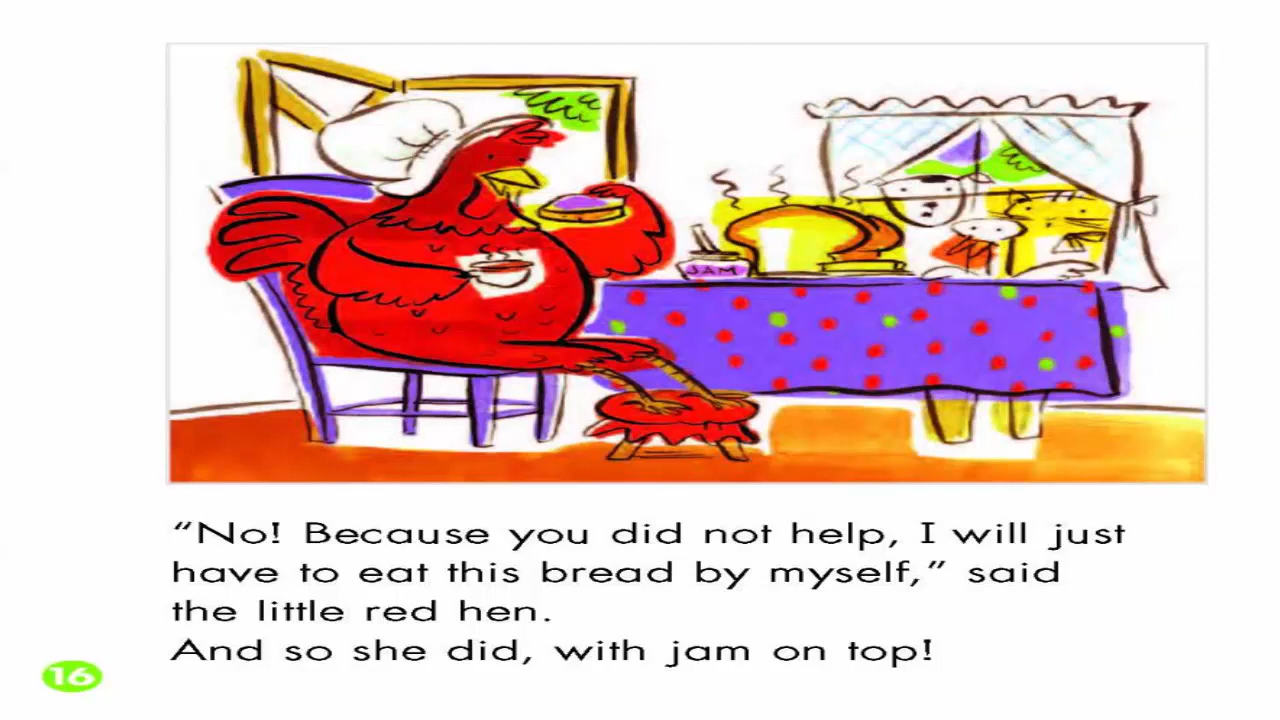 JAM
“No! Because you did not help, I will just
have to eat this bread by myself,” said
the little red hen.
And so she did, with jam on top!
16